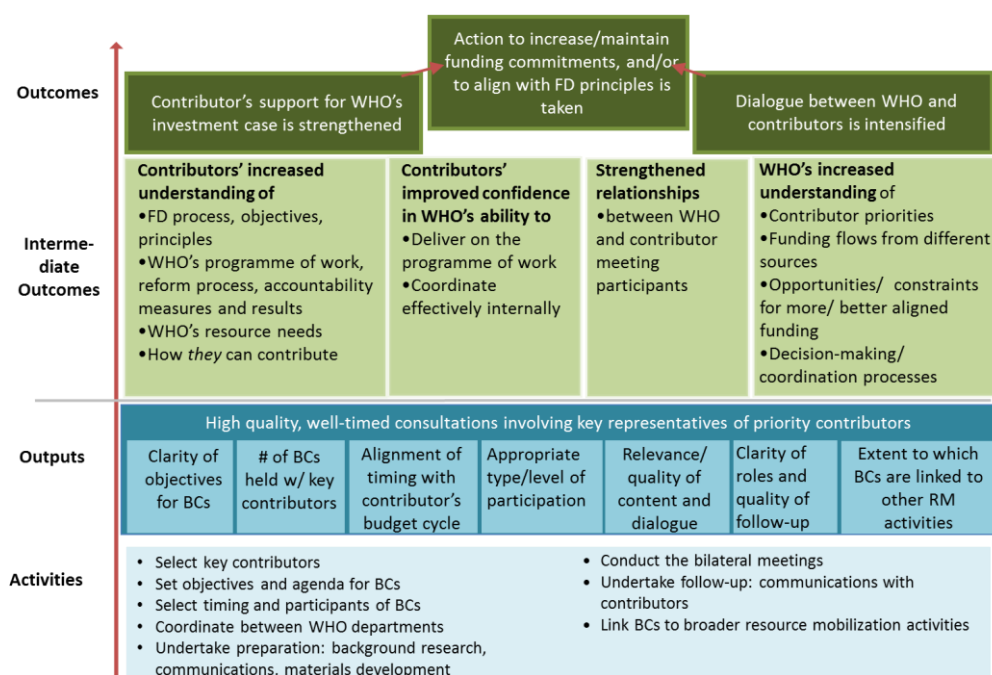 Outcomes
Action to increase/maintain
funding commitments, and/or
to align with FD principles is
taken
Contributor's support for WHO's
investment case is strengthened
Dialogue between WHO and
contributors is intensified
Interme-
diate
Outcomes
Contributors' increased
understanding of
•FD process, objectives,
principles
•WHO's programme of work,
reform process, accountability
measures and results
•WHO's resource needs
•How they can contribute
Contributors'
improved confidence
in WHO's ability to
•Deliver on the
programme of work
•Coordinate
effectively internally
Strengthened
relationships
•between WHO
and contributor
meeting
participants
WHO's increased
understanding of
•Contributor priorities
•Funding flows from different
sources
•Opportunities/ constraints
for more/ better aligned
funding
•Decision-making/
coordination processes
Outputs
High quality, well-timed consultations involving key representatives of priority contributors
Clarity of
objectives
for BCs
# of BCs
held w/ key
contributors
Alignment of
timing with
contributor's
budget cycle
Appropriate
type/level of
participation
Relevance/
quality of
content and
dialogue
Clarity of
roles and
quality of
follow-up
Extent to which
BCs are linked to
other RM
activities
Activities
• Select key contributors
• Set objectives and agenda for BCs
• Select timing and participants of BCs
• Coordinate between WHO departments
• Undertake preparation: background research,
communications, materials development
• Conduct the bilateral meetings
• Undertake follow-up: communications with
contributors
• Link BCs to broader resource mobilization activities